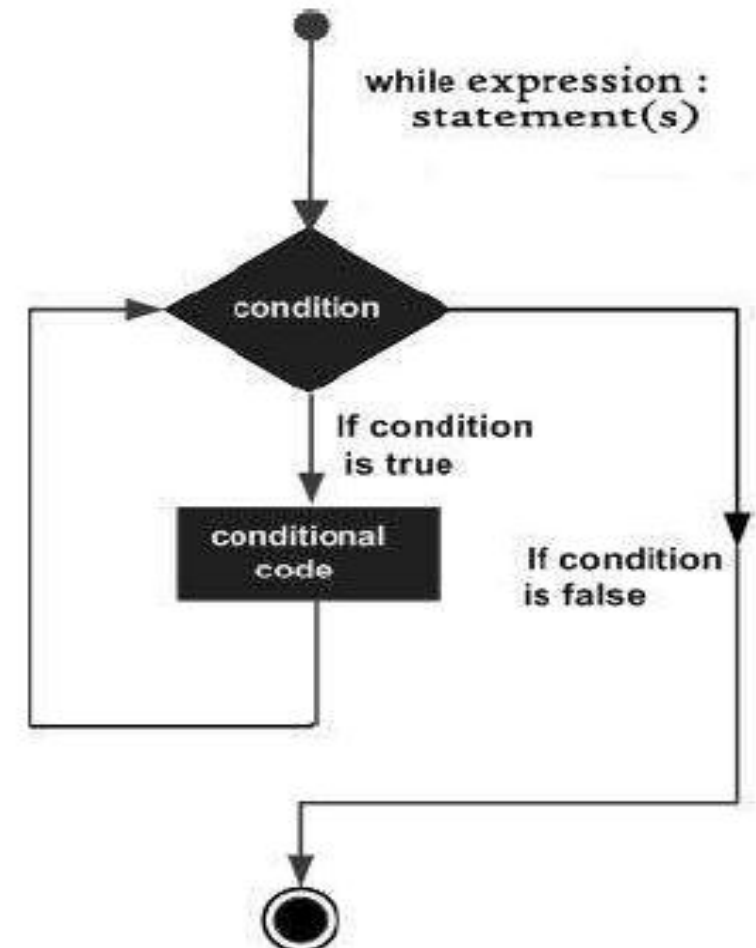 while expression :
statement(s)
condition
If condition
is true
conditional
code
If condition
is false